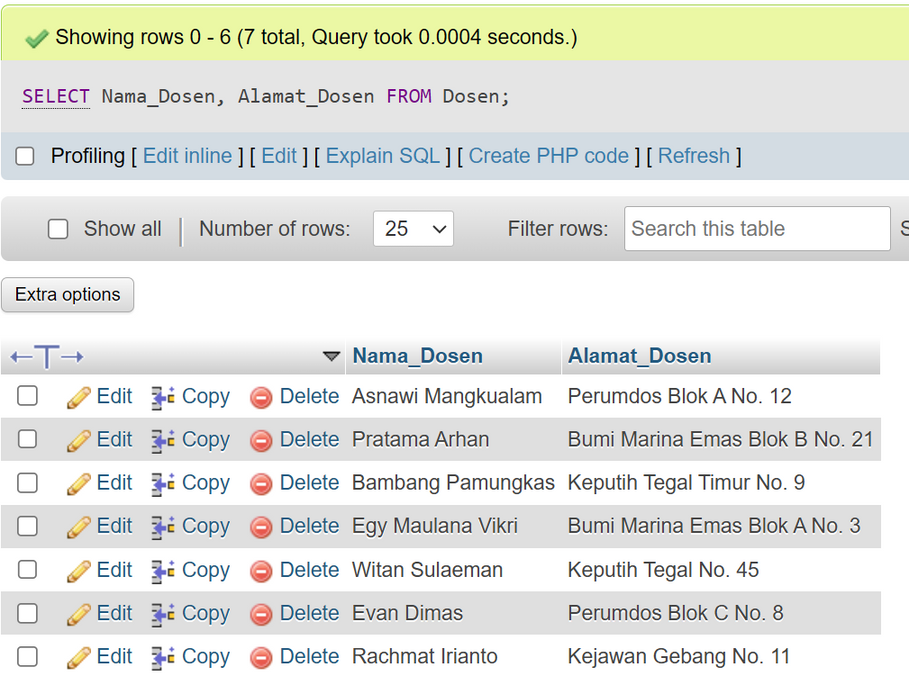 Showing rows 0 - 6 (7 total, Query took 0.0004 seconds.)
SELECT Nama_Dosen, Alamat_Dosen FROM Dosen;
Profiling [ Edit inline ] [ Edit ] [ Explain SQL ] [ Create PHP code ] [ Refresh ]
Show all | Number of rows: 25 Filter rows: Search this table S
Extra options
←T→ Nama_Dosen Alamat_Dosen
Edit Copy Delete Asnawi Mangkualam Perumdos Blok A No. 12
Edit Copy Delete Pratama Arhan Bumi Marina Emas Blok B No. 21
Edit Copy Delete Bambang Pamungkas Keputih Tegal Timur No. 9
Edit Copy Delete Egy Maulana Vikri Bumi Marina Emas Blok A No. 3
Edit Copy Delete Witan Sulaeman Keputih Tegal No. 45
Edit Copy Delete Evan Dimas Perumdos Blok C No. 8
Edit Copy Delete Rachmat Irianto Kejawan Gebang No. 11